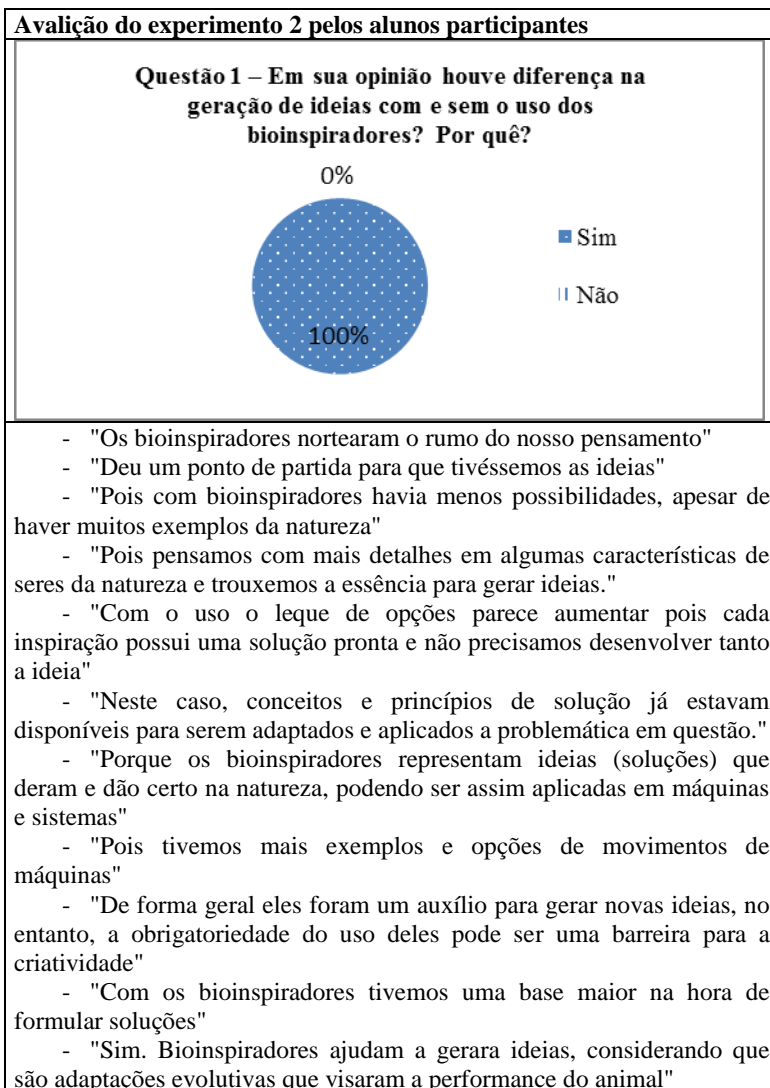 Avalição do experimento 2 pelos alunos participantes
Questão 1 – Em sua opinião houve diferença na
geração de ideias com e sem o uso dos
bioinspiradores? Por quê?
0%
Sim
Não
100%
- "Os bioinspiradores nortearam o rumo do nosso pensamento"
- "Deu um ponto de partida para que tivéssemos as ideias"
- "Pois com bioinspiradores havia menos possibilidades, apesar de
haver muitos exemplos da natureza"
- "Pois pensamos com mais detalhes em algumas características de
seres da natureza e trouxemos a essência para gerar ideias."
- "Com o uso o leque de opções parece aumentar pois cada
inspiração possui uma solução pronta e não precisamos desenvolver tanto
a ideia"
- "Neste caso, conceitos e princípios de solução já estavam
disponíveis para serem adaptados e aplicados a problemática em questão."
- "Porque os bioinspiradores representam ideias (soluções) que
deram e dão certo na natureza, podendo ser assim aplicadas em máquinas
e sistemas"
- "Pois tivemos mais exemplos e opções de movimentos de
máquinas"
- "De forma geral eles foram um auxílio para gerar novas ideias, no
entanto, a obrigatoriedade do uso deles pode ser uma barreira para a
criatividade"
- "Com os bioinspiradores tivemos uma base maior na hora de
formular soluções"
- "Sim. Bioinspiradores ajudam a gerara ideias, considerando que
são adaptações evolutivas que visaram a performance do animal"